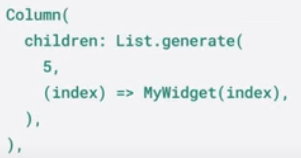 Column(
  children: List.generate(
    5,
    (index) => MyWidget(index),
  ),
),